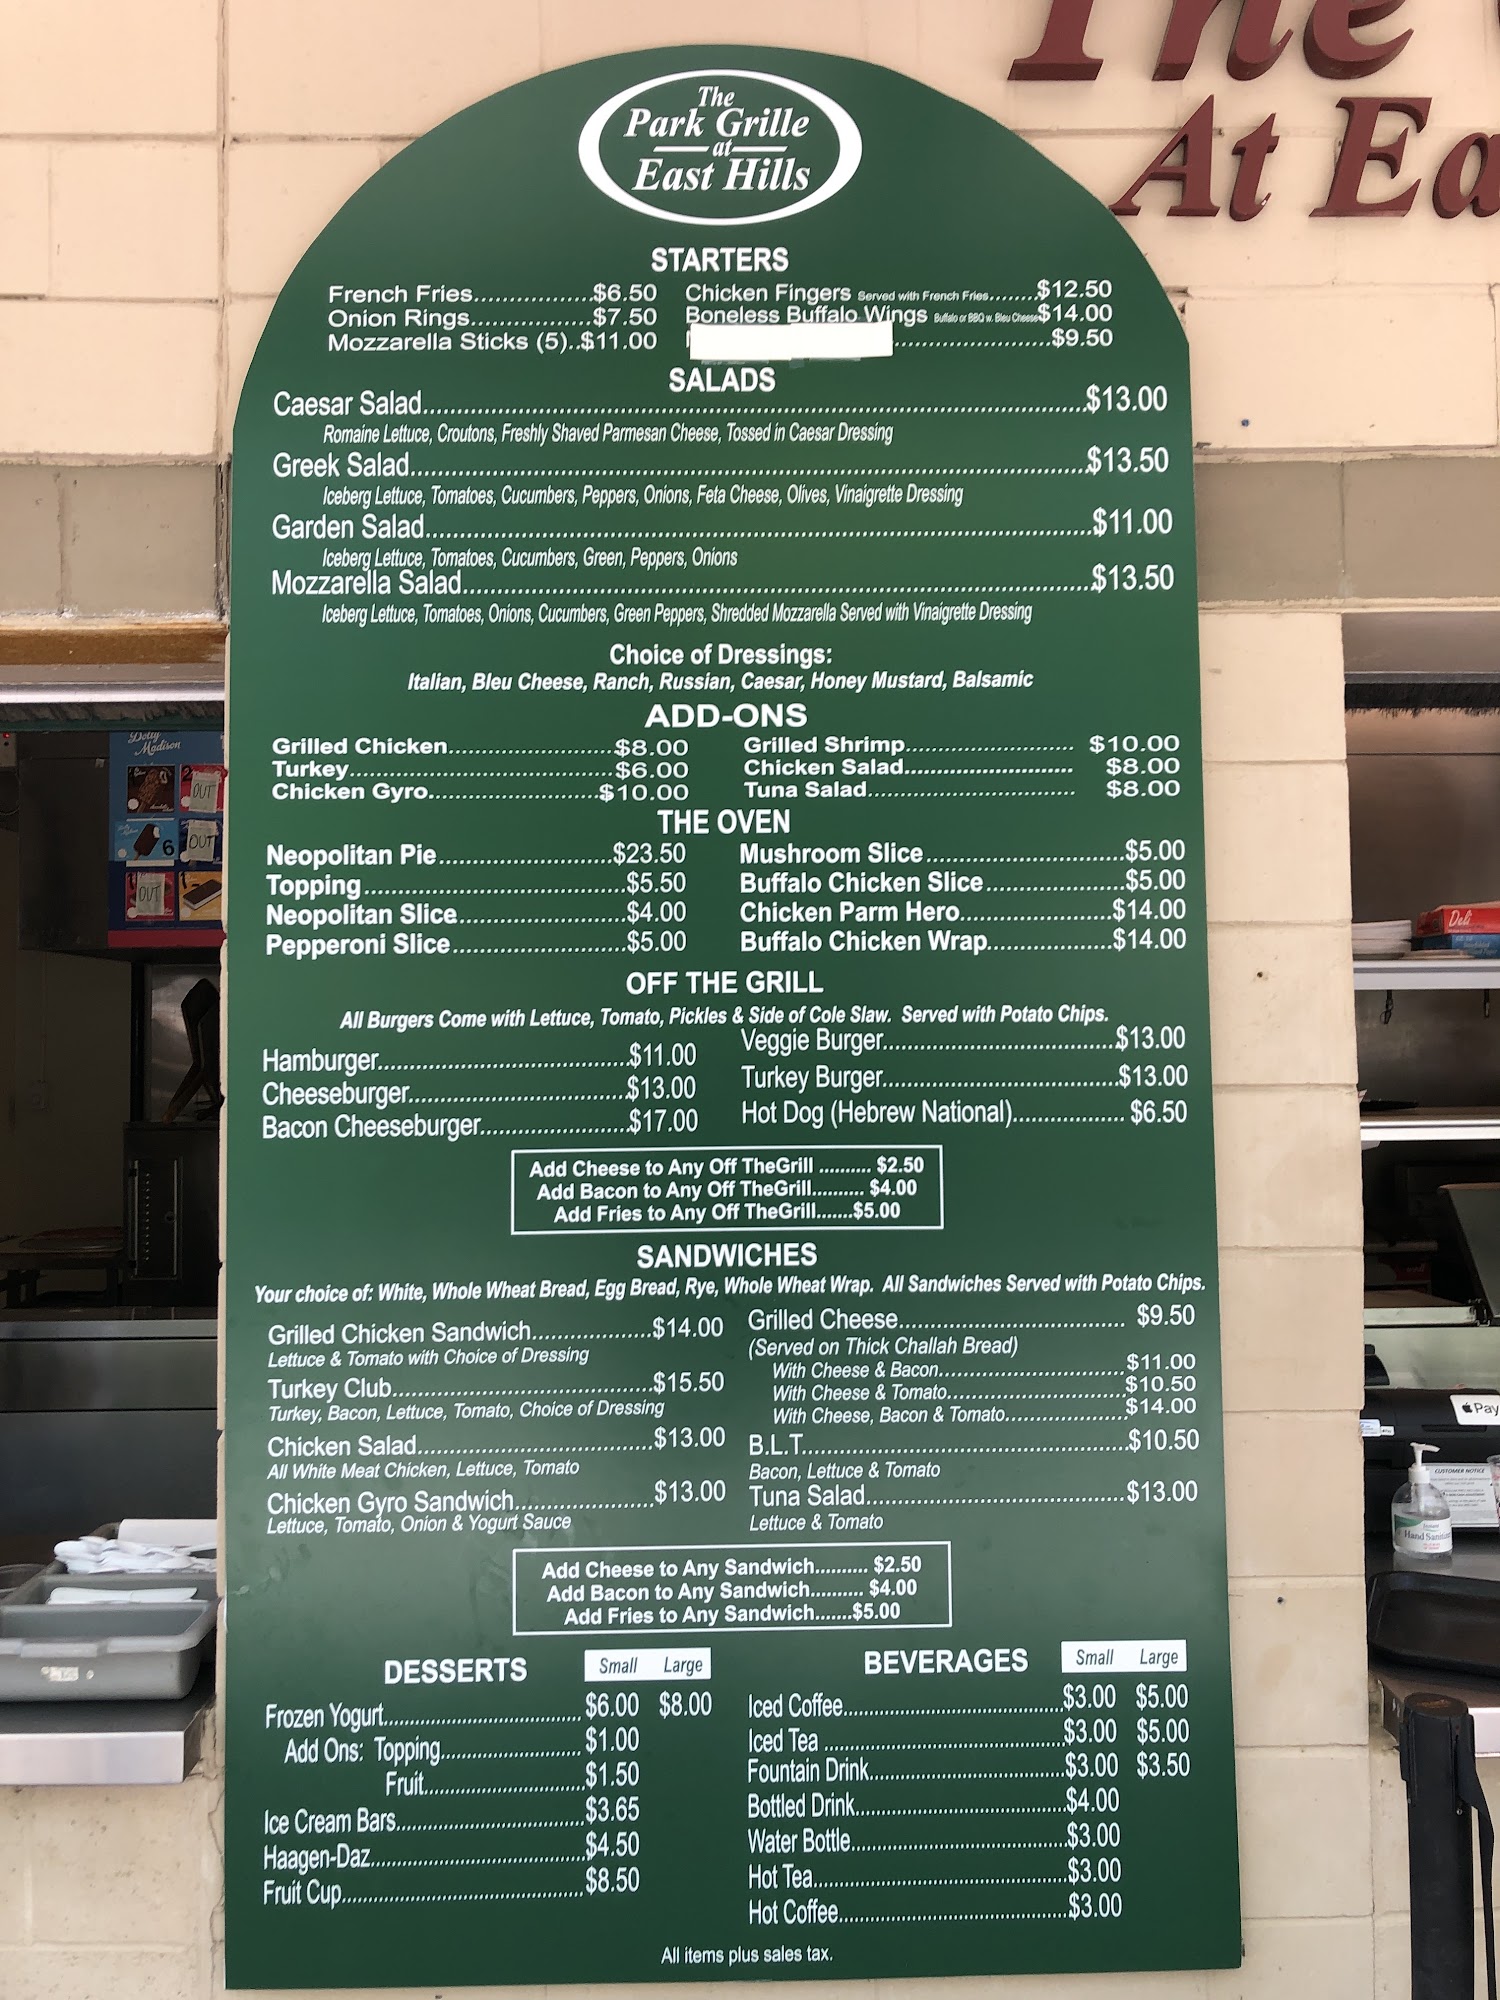 The
At Ea
The
Park Grille
at
East Hills
STARTERS
French Fries.................$6.50
Onion Rings.................$7.50
Mozzarella Sticks (5)..$11.00
Chicken Fingers Served with French Fries........$12.50
Boneless Buffalo Wings Buffalo or BBQ w. Bleu Cheese$14.00
.......................$9.50
SALADS
Caesar Salad..........$13.00
Romaine Lettuce, Croutons, Freshly Shaved Parmesan Cheese, Tossed in Caesar Dressing
Greek Salad..........$13.50
Iceberg Lettuce, Tomatoes, Cucumbers, Peppers, Onions, Feta Cheese, Olives, Vinaigrette Dressing
Garden Salad..........$11.00
Iceberg Lettuce, Tomatoes, Cucumbers, Green, Peppers, Onions
Mozzarella Salad..........$13.50
Iceberg Lettuce, Tomatoes, Onions, Cucumbers, Green Peppers, Shredded Mozzarella Served with Vinaigrette Dressing
Choice of Dressings:
Italian, Bleu Cheese, Ranch, Russian, Caesar, Honey Mustard, Balsamic
ADD-ONS
Grilled Chicken..........$8.00
Turkey..........$6.00
Chicken Gyro..........$10.00
Grilled Shrimp.......... $10.00
Chicken Salad.......... $8.00
Tuna Salad.......... $8.00
THE OVEN
Neopolitan Pie..........$23.50
Topping..........$5.50
Neopolitan Slice..........$4.00
Pepperoni Slice..........$5.00
Mushroom Slice..........$5.00
Buffalo Chicken Slice..........$5.00
Chicken Parm Hero..........$14.00
Buffalo Chicken Wrap..........$14.00
OFF THE GRILL
All Burgers Come with Lettuce, Tomato, Pickles & Side of Cole Slaw. Served with Potato Chips.
Hamburger..........$11.00
Cheeseburger..........$13.00
Bacon Cheeseburger..........$17.00
Veggie Burger..........$13.00
Turkey Burger..........$13.00
Hot Dog (Hebrew National).......... $6.50
Add Cheese to Any Off TheGrill .......... $2.50
Add Bacon to Any Off TheGrill.......... $4.00
Add Fries to Any Off TheGrill.......$5.00
SANDWICHES
Your choice of: White, Whole Wheat Bread, Egg Bread, Rye, Whole Wheat Wrap. All Sandwiches Served with Potato Chips.
Grilled Chicken Sandwich..........$14.00
Lettuce & Tomato with Choice of Dressing
Turkey Club..........$15.50
Turkey, Bacon, Lettuce, Tomato, Choice of Dressing
Chicken Salad..........$13.00
All White Meat Chicken, Lettuce, Tomato
Chicken Gyro Sandwich..........$13.00
Lettuce, Tomato, Onion & Yogurt Sauce
Grilled Cheese.......... $9.50
(Served on Thick Challah Bread)
With Cheese & Bacon..........$11.00
With Cheese & Tomato..........$10.50
With Cheese, Bacon & Tomato..........$14.00
B.L.T..........$10.50
Bacon, Lettuce & Tomato
Tuna Salad..........$13.00
Lettuce & Tomato
Add Cheese to Any Sandwich.......... $2.50
Add Bacon to Any Sandwich.......... $4.00
Add Fries to Any Sandwich.......$5.00
DESSERTS Small Large
Frozen Yogurt.......... $6.00 $8.00
Add Ons: Topping.......... $1.00
Fruit..........$1.50
Ice Cream Bars..........$3.65
Haagen-Daz..........$4.50
Fruit Cup..........$8.50
BEVERAGES Small Large
Iced Coffee..........$3.00 $5.00
Iced Tea ..........$3.00 $5.00
Fountain Drink..........$3.00 $3.50
Bottled Drink..........$4.00
Water Bottle..........$3.00
Hot Tea..........$3.00
Hot Coffee..........$3.00
All items plus sales tax.
Dolly
Madison
OUT
6
OUT
OUT
Deli
Pay
CUSTOMER NOTICE
Hand Sanitiz